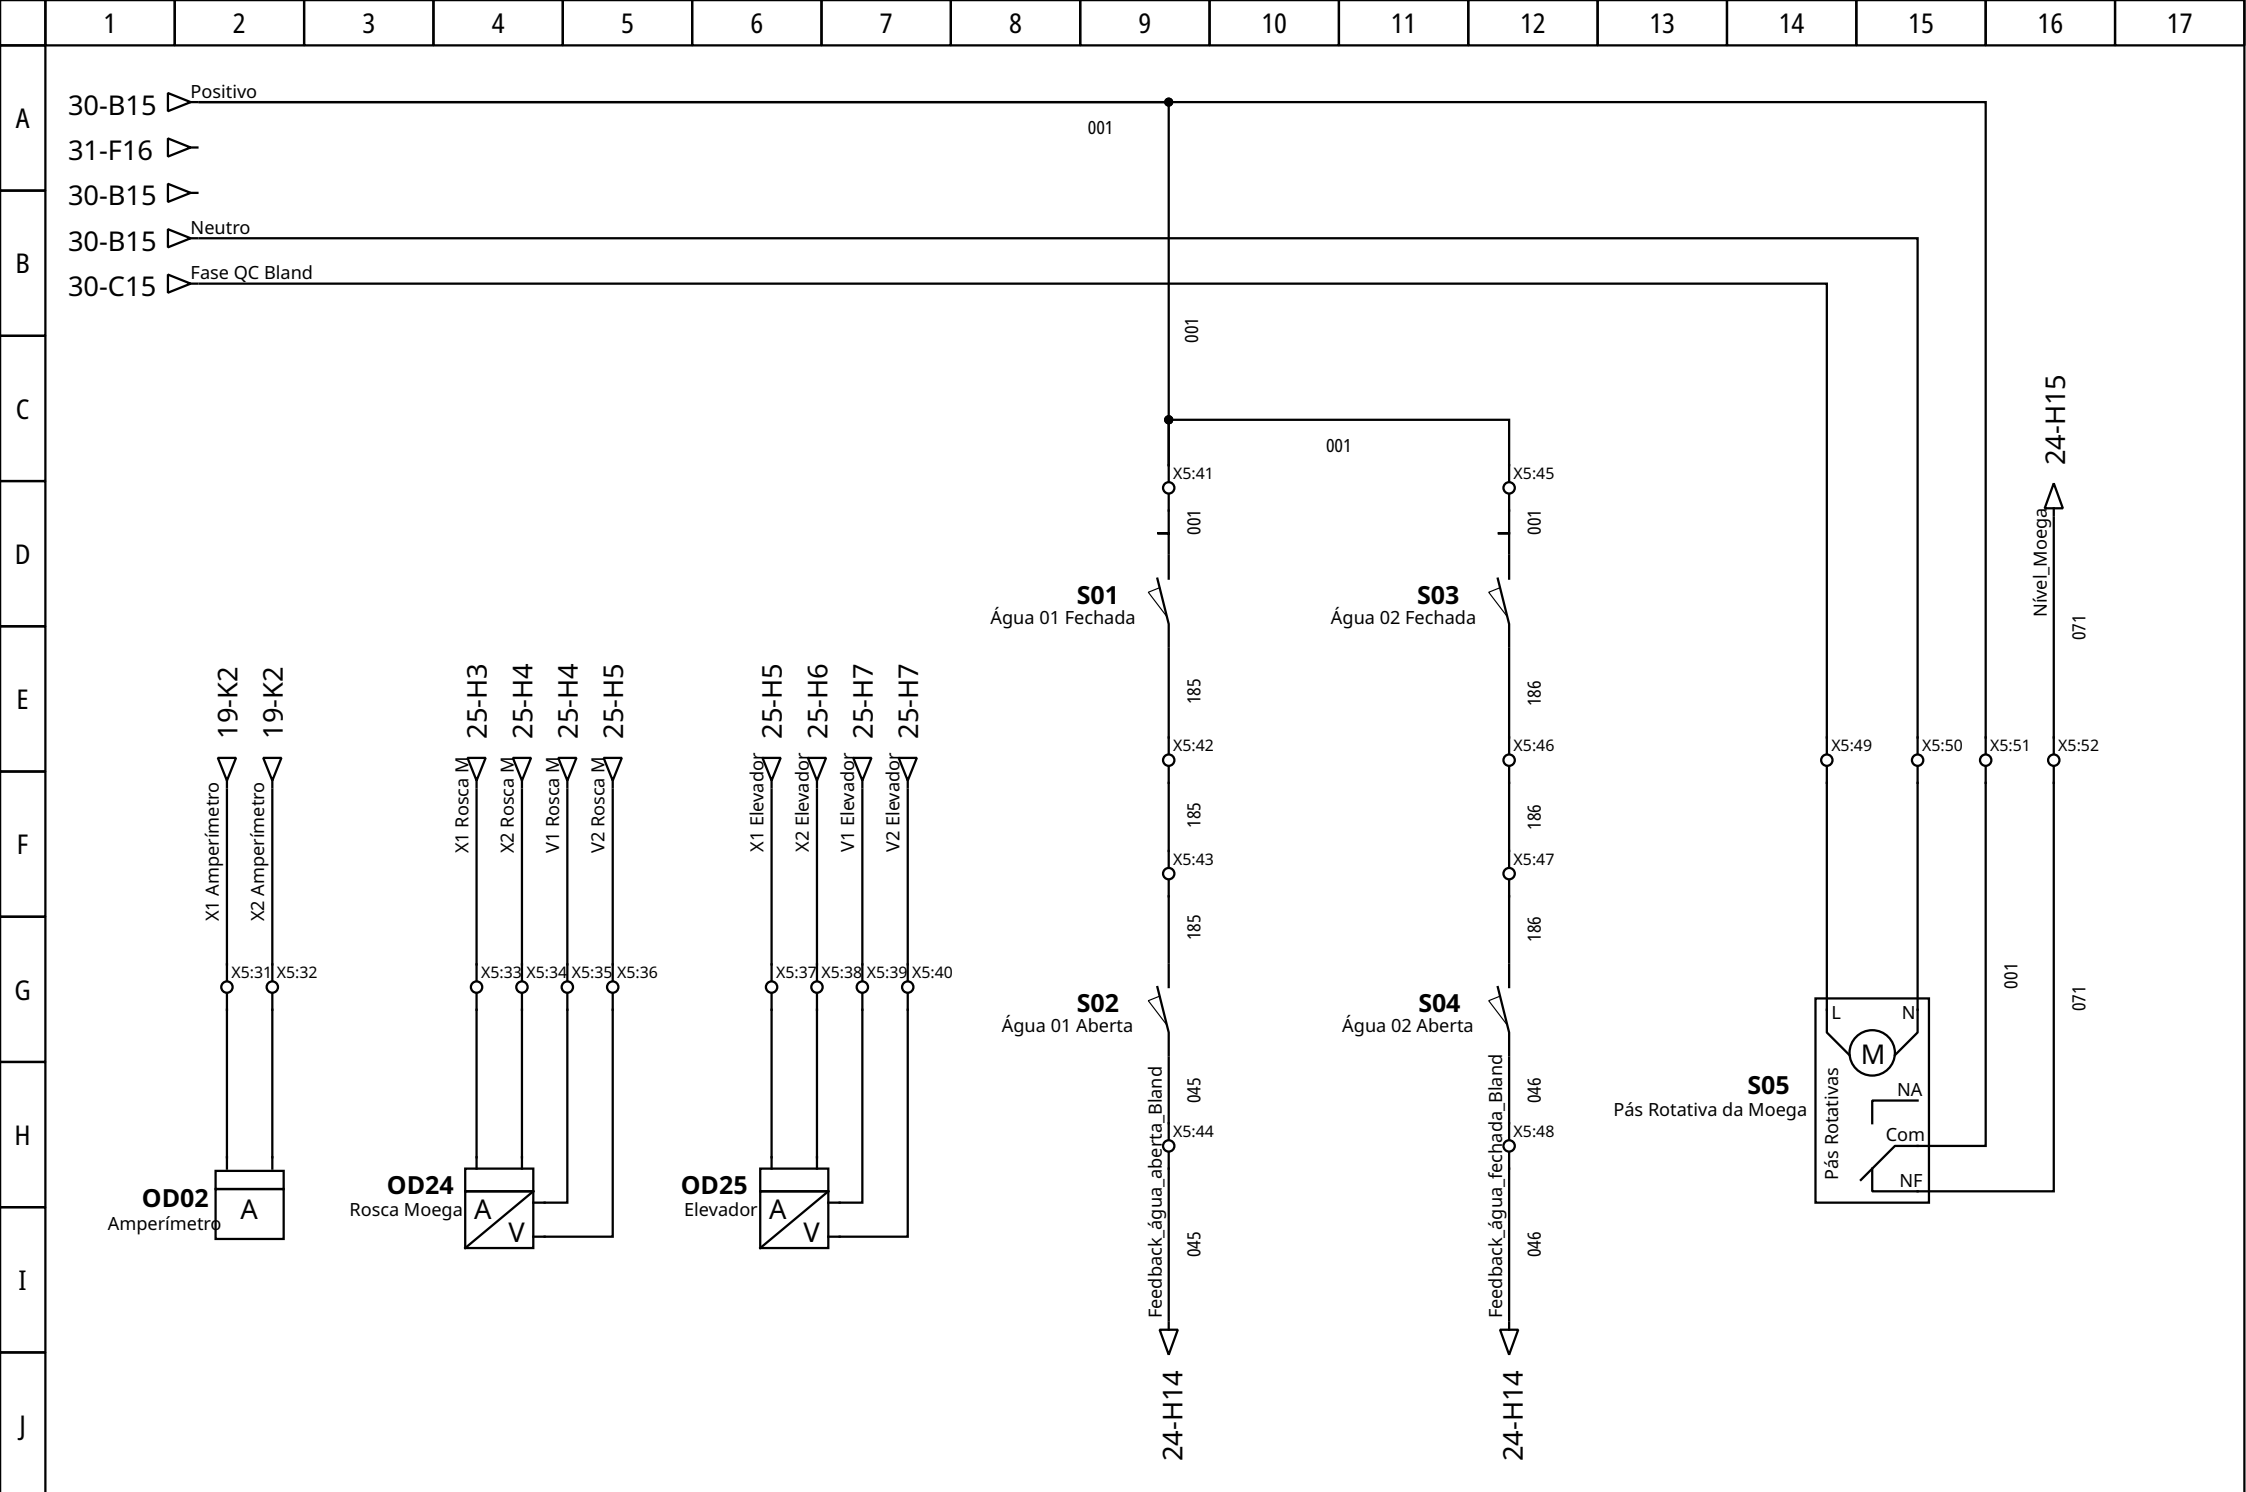 1 2 3 4 5 6 7 8 9 10 11 12 13 14 15 16 17
A
30-B15 Positivo
001
31-F16
30-B15
30-B15 Neutro
B
30-C15 Fase QC Bland
001
C
24-H15
001
X5:41 X5:45
001 001
D
Nível_Moega
S01 S03
Água 01 Fechada Água 02 Fechada
071
E
19-K2 19-K2 25-H3 25-H4 25-H4 25-H5 25-H5 25-H6 25-H7 25-H7
185 186
X5:42 X5:46 X5:49 X5:50 X5:51 X5:52
X1 Amperímetro X2 Amperímetro X1 Rosca M X2 Rosca M V1 Rosca M V2 Rosca M X1 Elevador X2 Elevador V1 Elevador V2 Elevador
185 186
F
X5:43 X5:47
185 186
X5:31 X5:32 X5:33 X5:34 X5:35 X5:36 X5:37 X5:38 X5:39 X5:40
001 071
G
S02 S04
Água 01 Aberta Água 02 Aberta
L N
M
045 046
S05
Pás Rotativa da Moega
Pás Rotativas
NA
Com
NF
H
X5:44 X5:48
Feedback_água_aberta_Bland Feedback_água_fechada_Bland
OD02
Amperímetro
A
OD24
Rosca Moega
A
V
OD25
Elevador
A
V
045 046
I
24-H14 24-H14
J